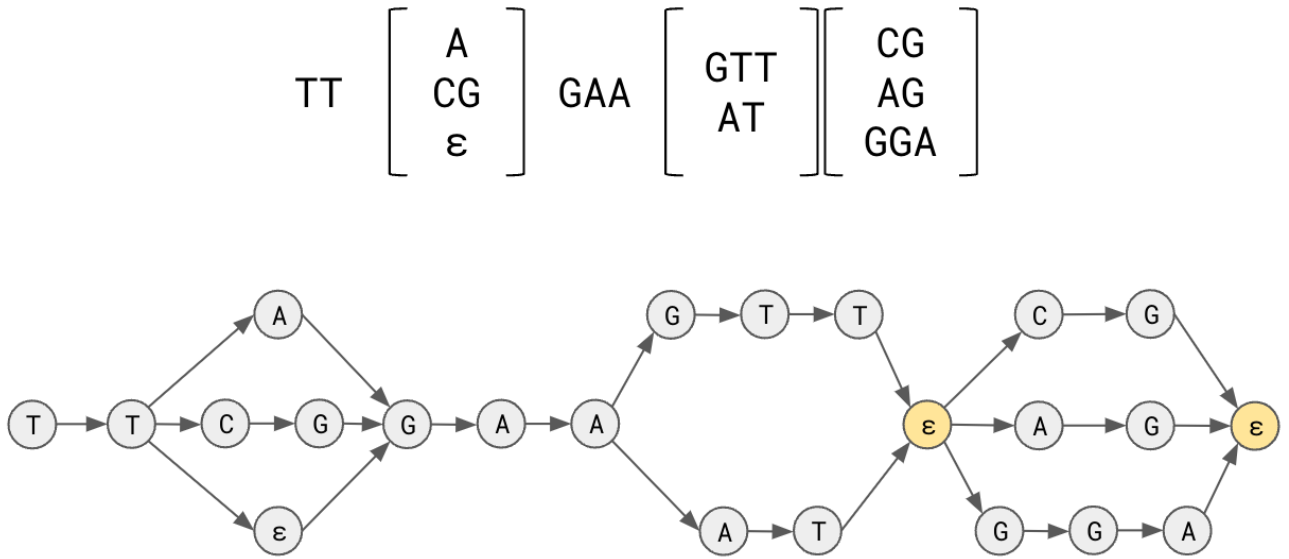 TT [A CG ε] GAA [GTT AT] [CG AG GGA]
A G T T C G
T T C G G A A ε A G ε
ε A T G G A